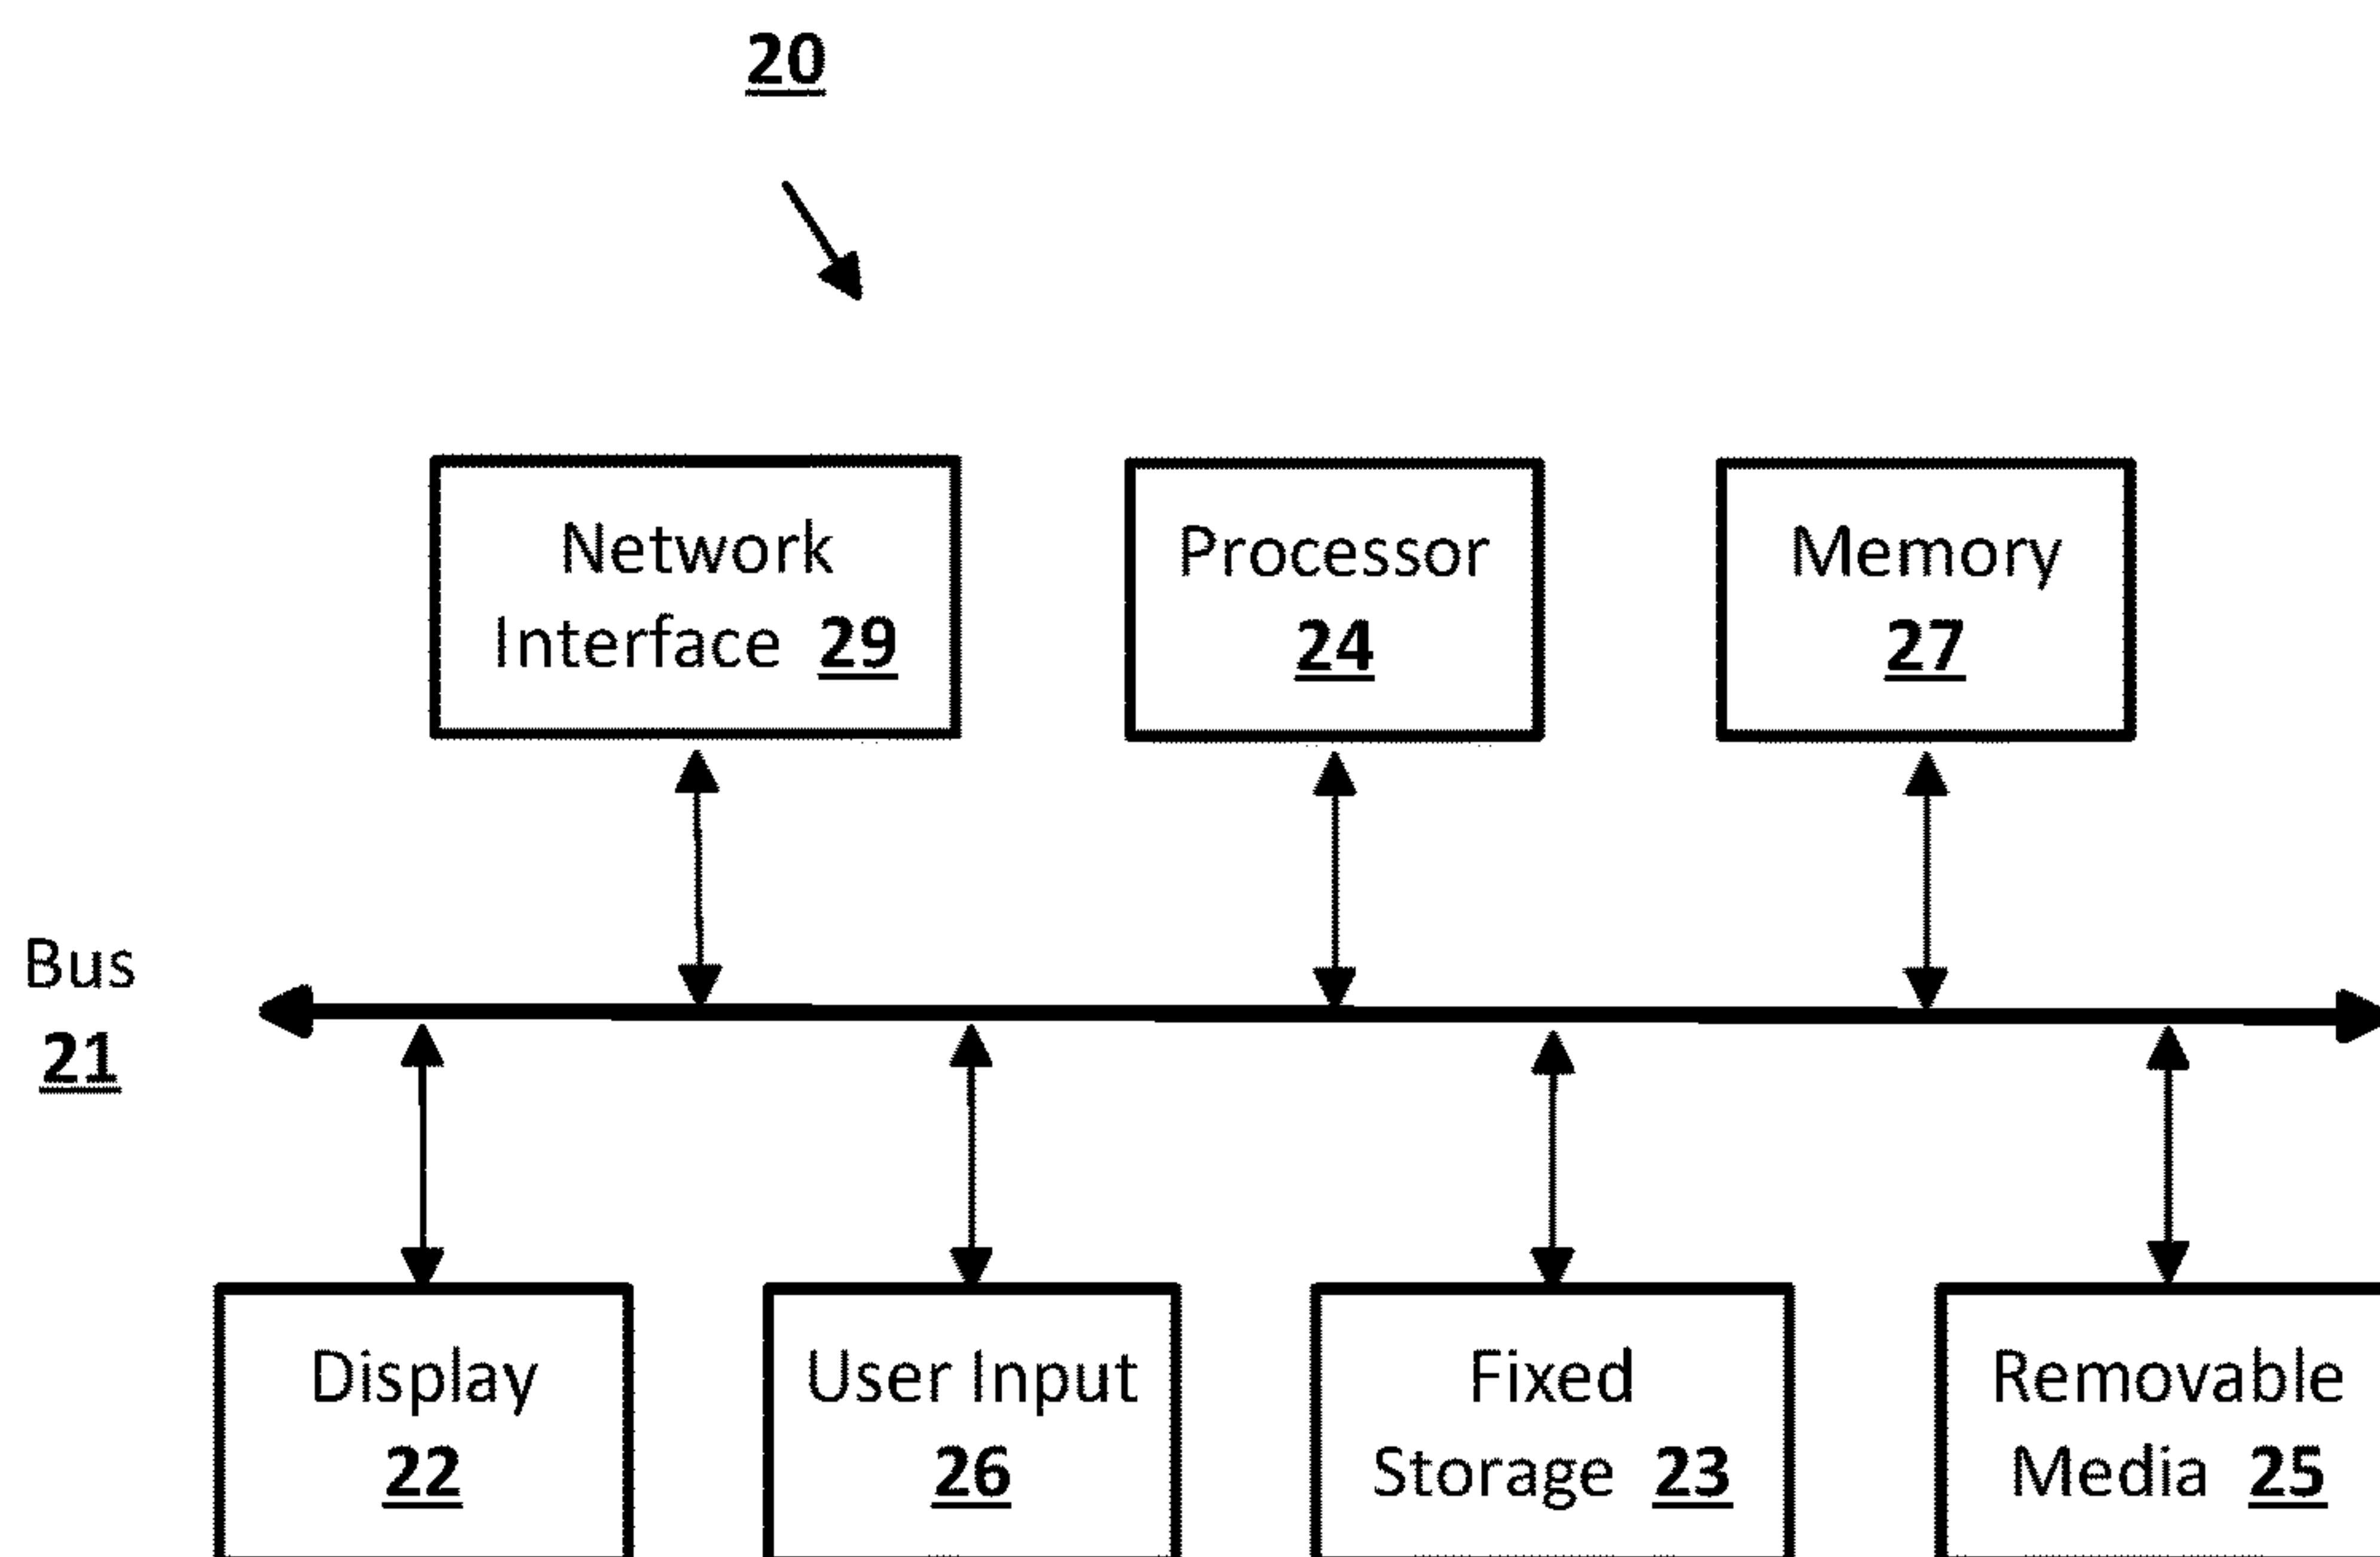 20
Network
Interface 29
Processor
24
Memory
27
Bus
21
Display
22
User Input
26
Fixed
Storage 23
Removable
Media 25